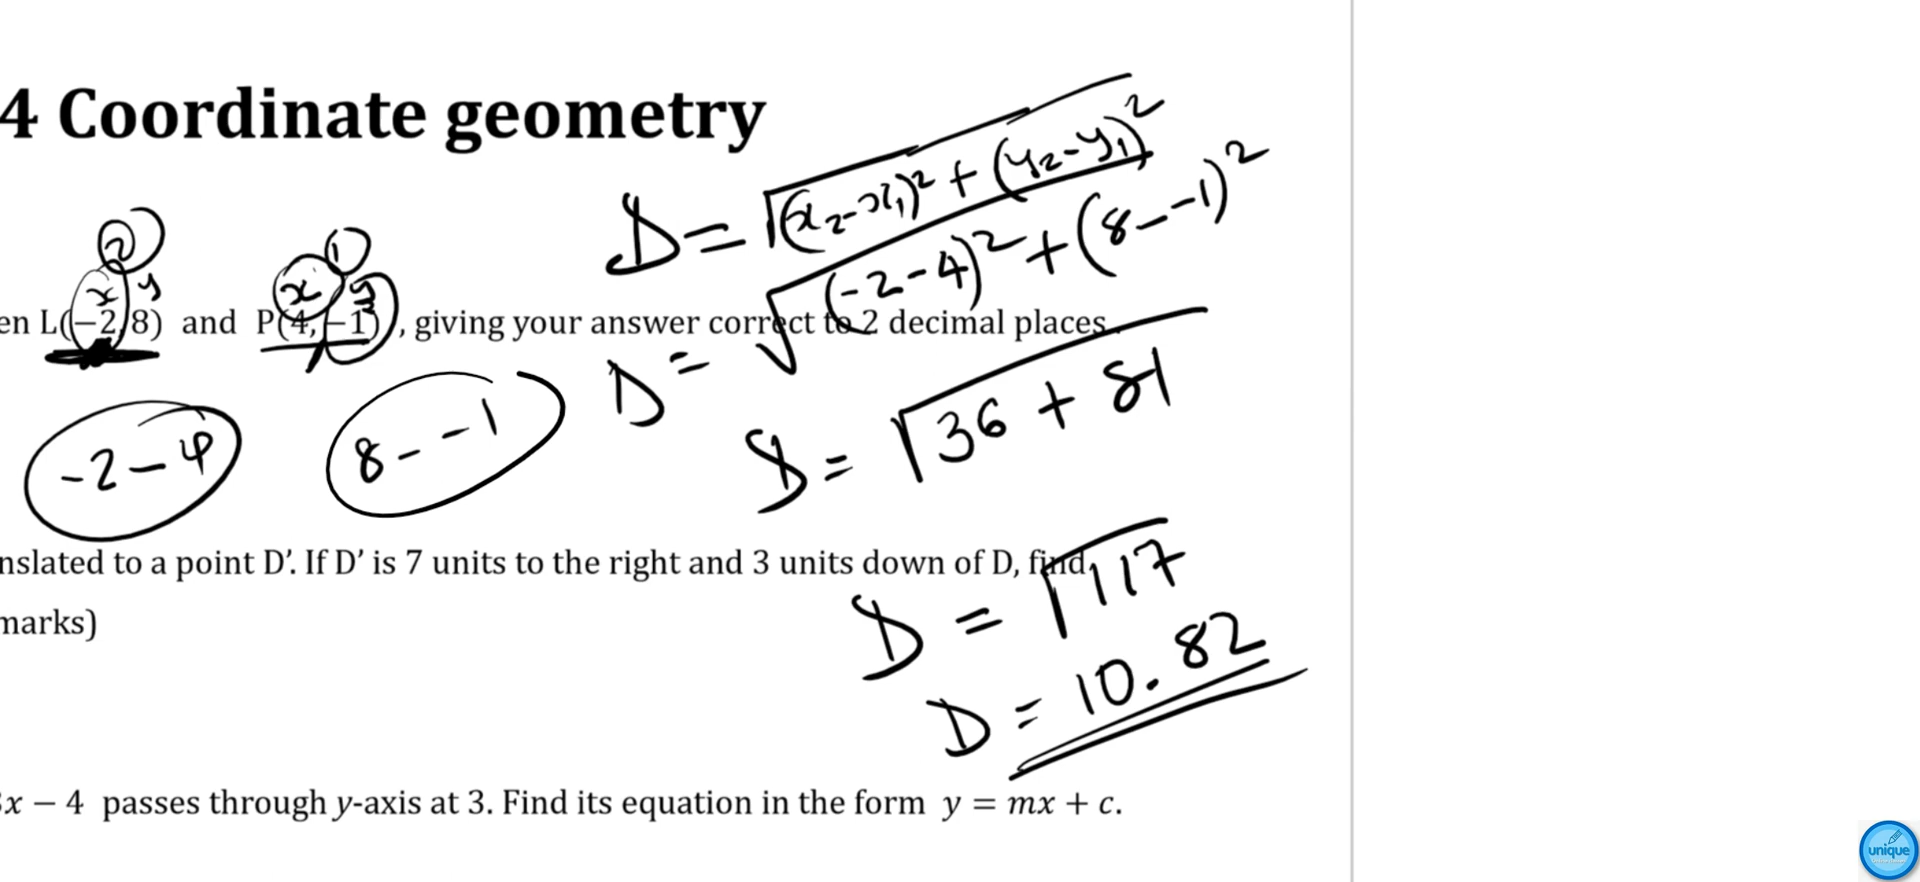 4 Coordinate geometry
D = √(x₂-x₁)² + (y₂-y₁)²
2 1
x y x y
en L(−2,8) and P(4,−1), giving your answer correct to 2 decimal places.
D = √(-2-4)² + (8--1)²
-2-4 8--1
D = √36 + 81
nslated to a point D′. If D′ is 7 units to the right and 3 units down of D, find
D = √117
marks)
D = 10.82
x − 4 passes through y-axis at 3. Find its equation in the form y = mx + c.
unique